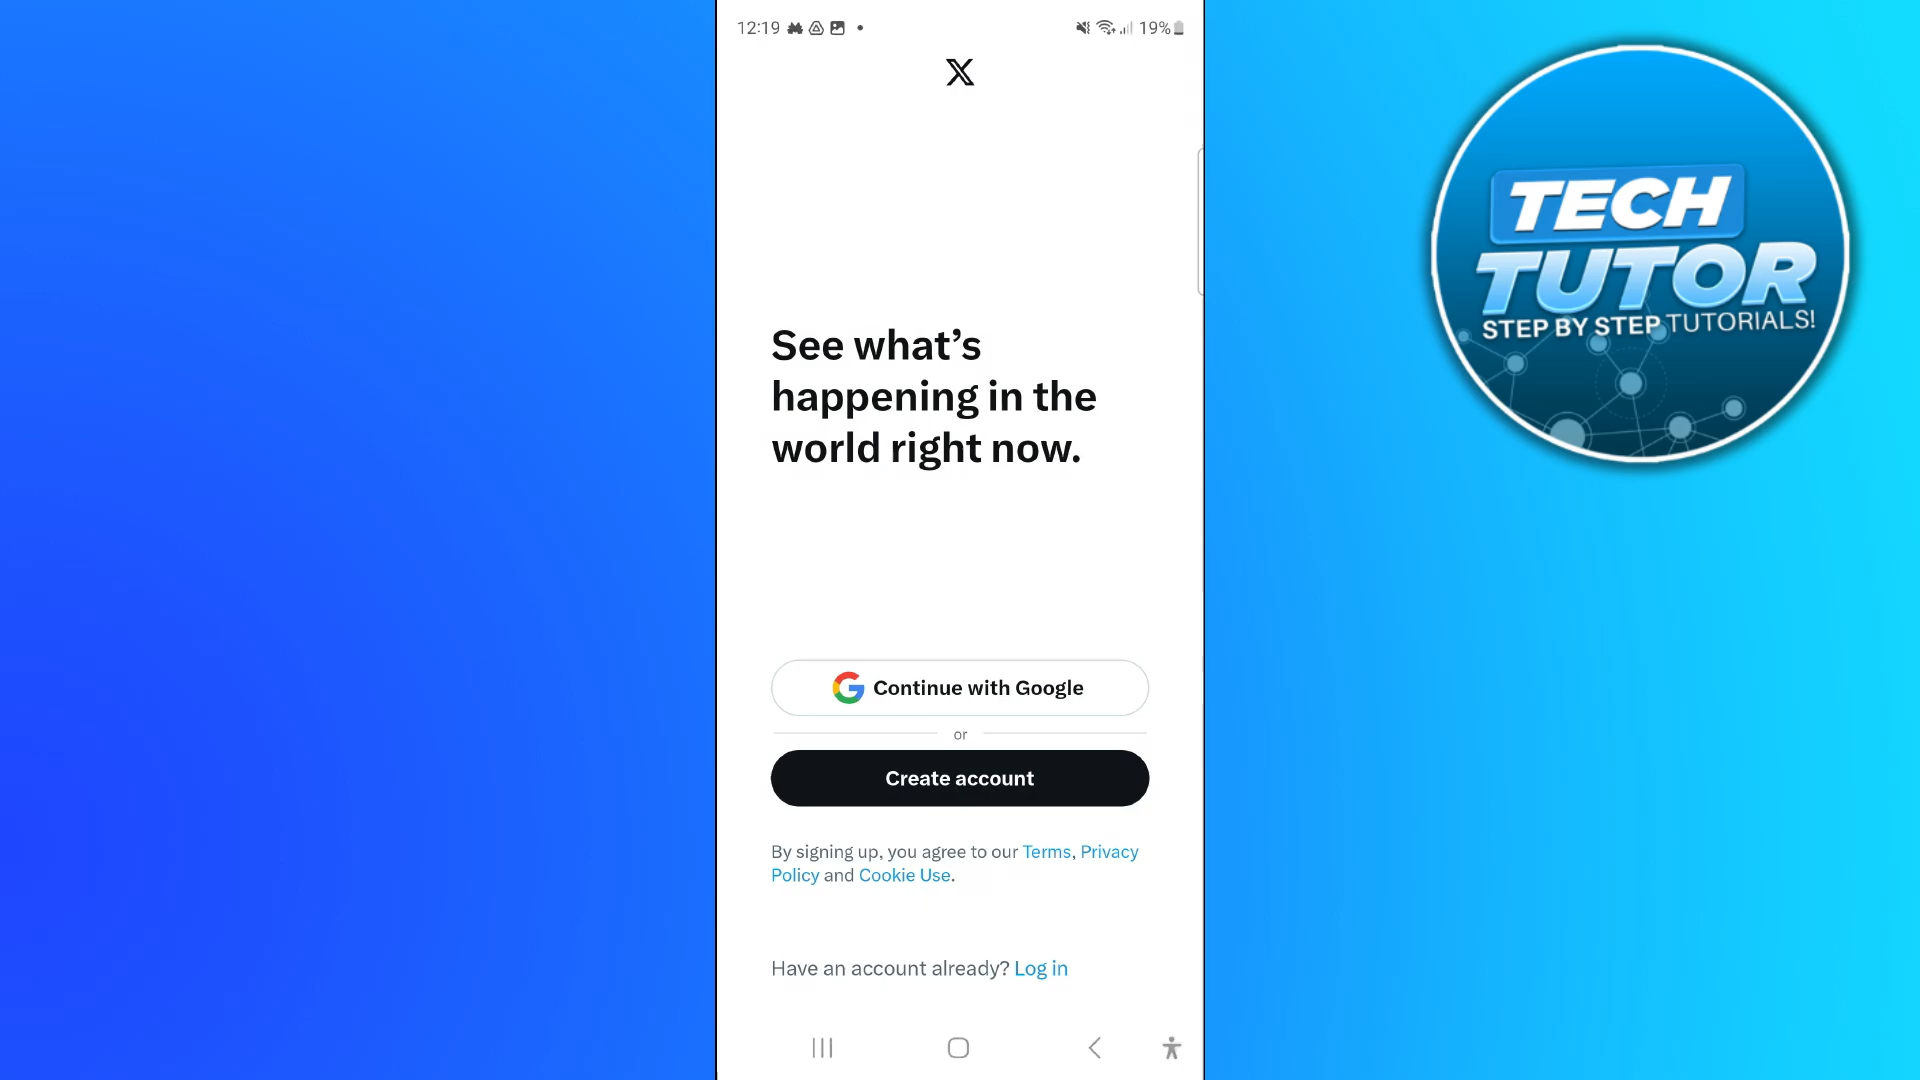 12:19
19%
X
See what’s
happening in the
world right now.
Continue with Google
or
Create account
By signing up, you agree to our Terms, Privacy
Policy and Cookie Use.
Have an account already? Log in
TECH
TUTOR
STEP BY STEP TUTORIALS!